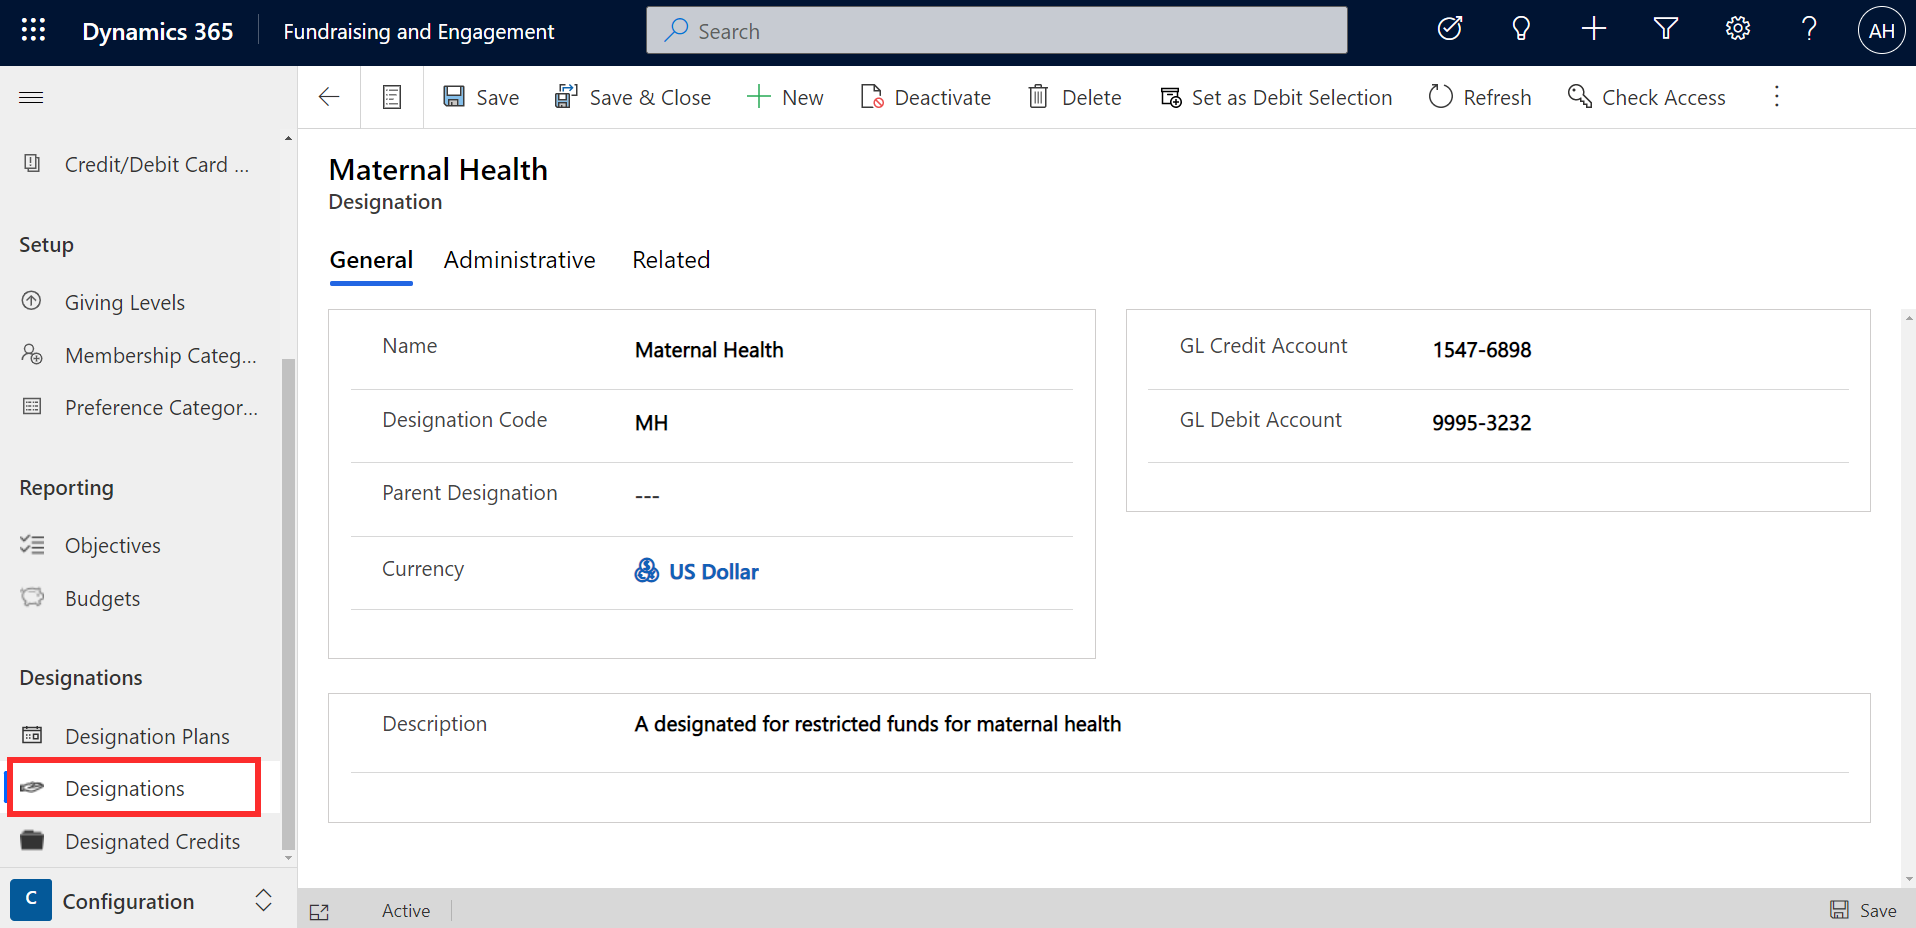 Dynamics 365 Fundraising and Engagement Search AH
Save Save & Close New Deactivate Delete Set as Debit Selection Refresh Check Access
Credit/Debit Card ...
Setup
Giving Levels
Membership Categ...
Preference Categor...
Reporting
Objectives
Budgets
Designations
Designation Plans
Designations
Designated Credits
C Configuration
Maternal Health
Designation
General Administrative Related
Name Maternal Health
Designation Code MH
Parent Designation ---
Currency US Dollar
GL Credit Account 1547-6898
GL Debit Account 9995-3232
Description A designated for restricted funds for maternal health
Active Save